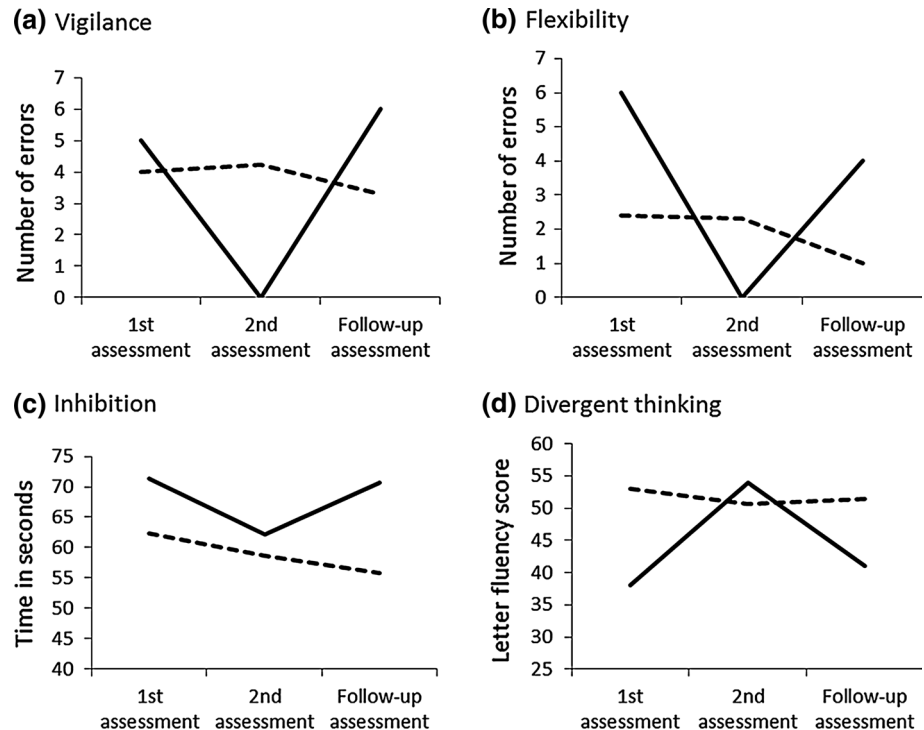 (a) Vigilance
Number of errors
7
6
5
4
3
2
1
0
1st
assessment
2nd
assessment
Follow-up
assessment
(b) Flexibility
Number of errors
7
6
5
4
3
2
1
0
1st
assessment
2nd
assessment
Follow-up
assessment
(c) Inhibition
Time in seconds
75
70
65
60
55
50
45
40
1st
assessment
2nd
assessment
Follow-up
assessment
(d) Divergent thinking
Letter fluency score
60
55
50
45
40
35
30
25
1st
assessment
2nd
assessment
Follow-up
assessment